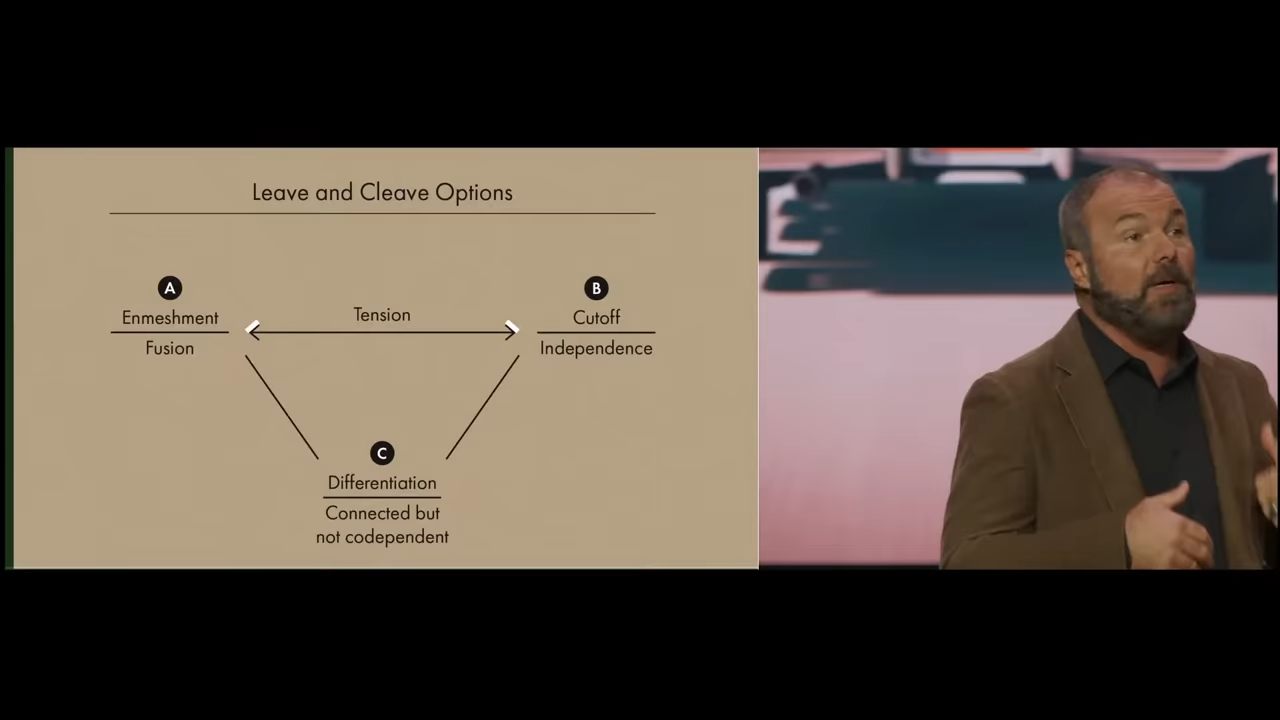 Leave and Cleave Options
A
Enmeshment
Fusion
Tension
B
Cutoff
Independence
C
Differentiation
Connected but
not codependent